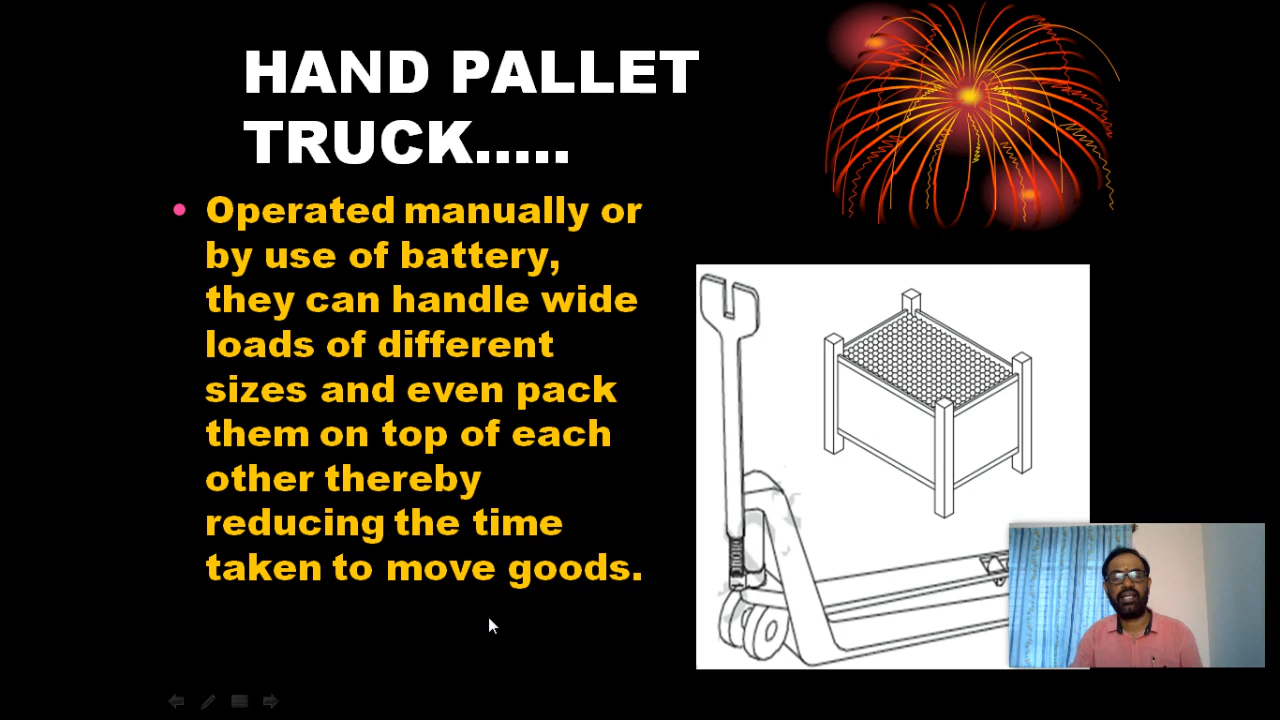 HAND PALLET
TRUCK.....
• Operated manually or
by use of battery,
they can handle wide
loads of different
sizes and even pack
them on top of each
other thereby
reducing the time
taken to move goods.